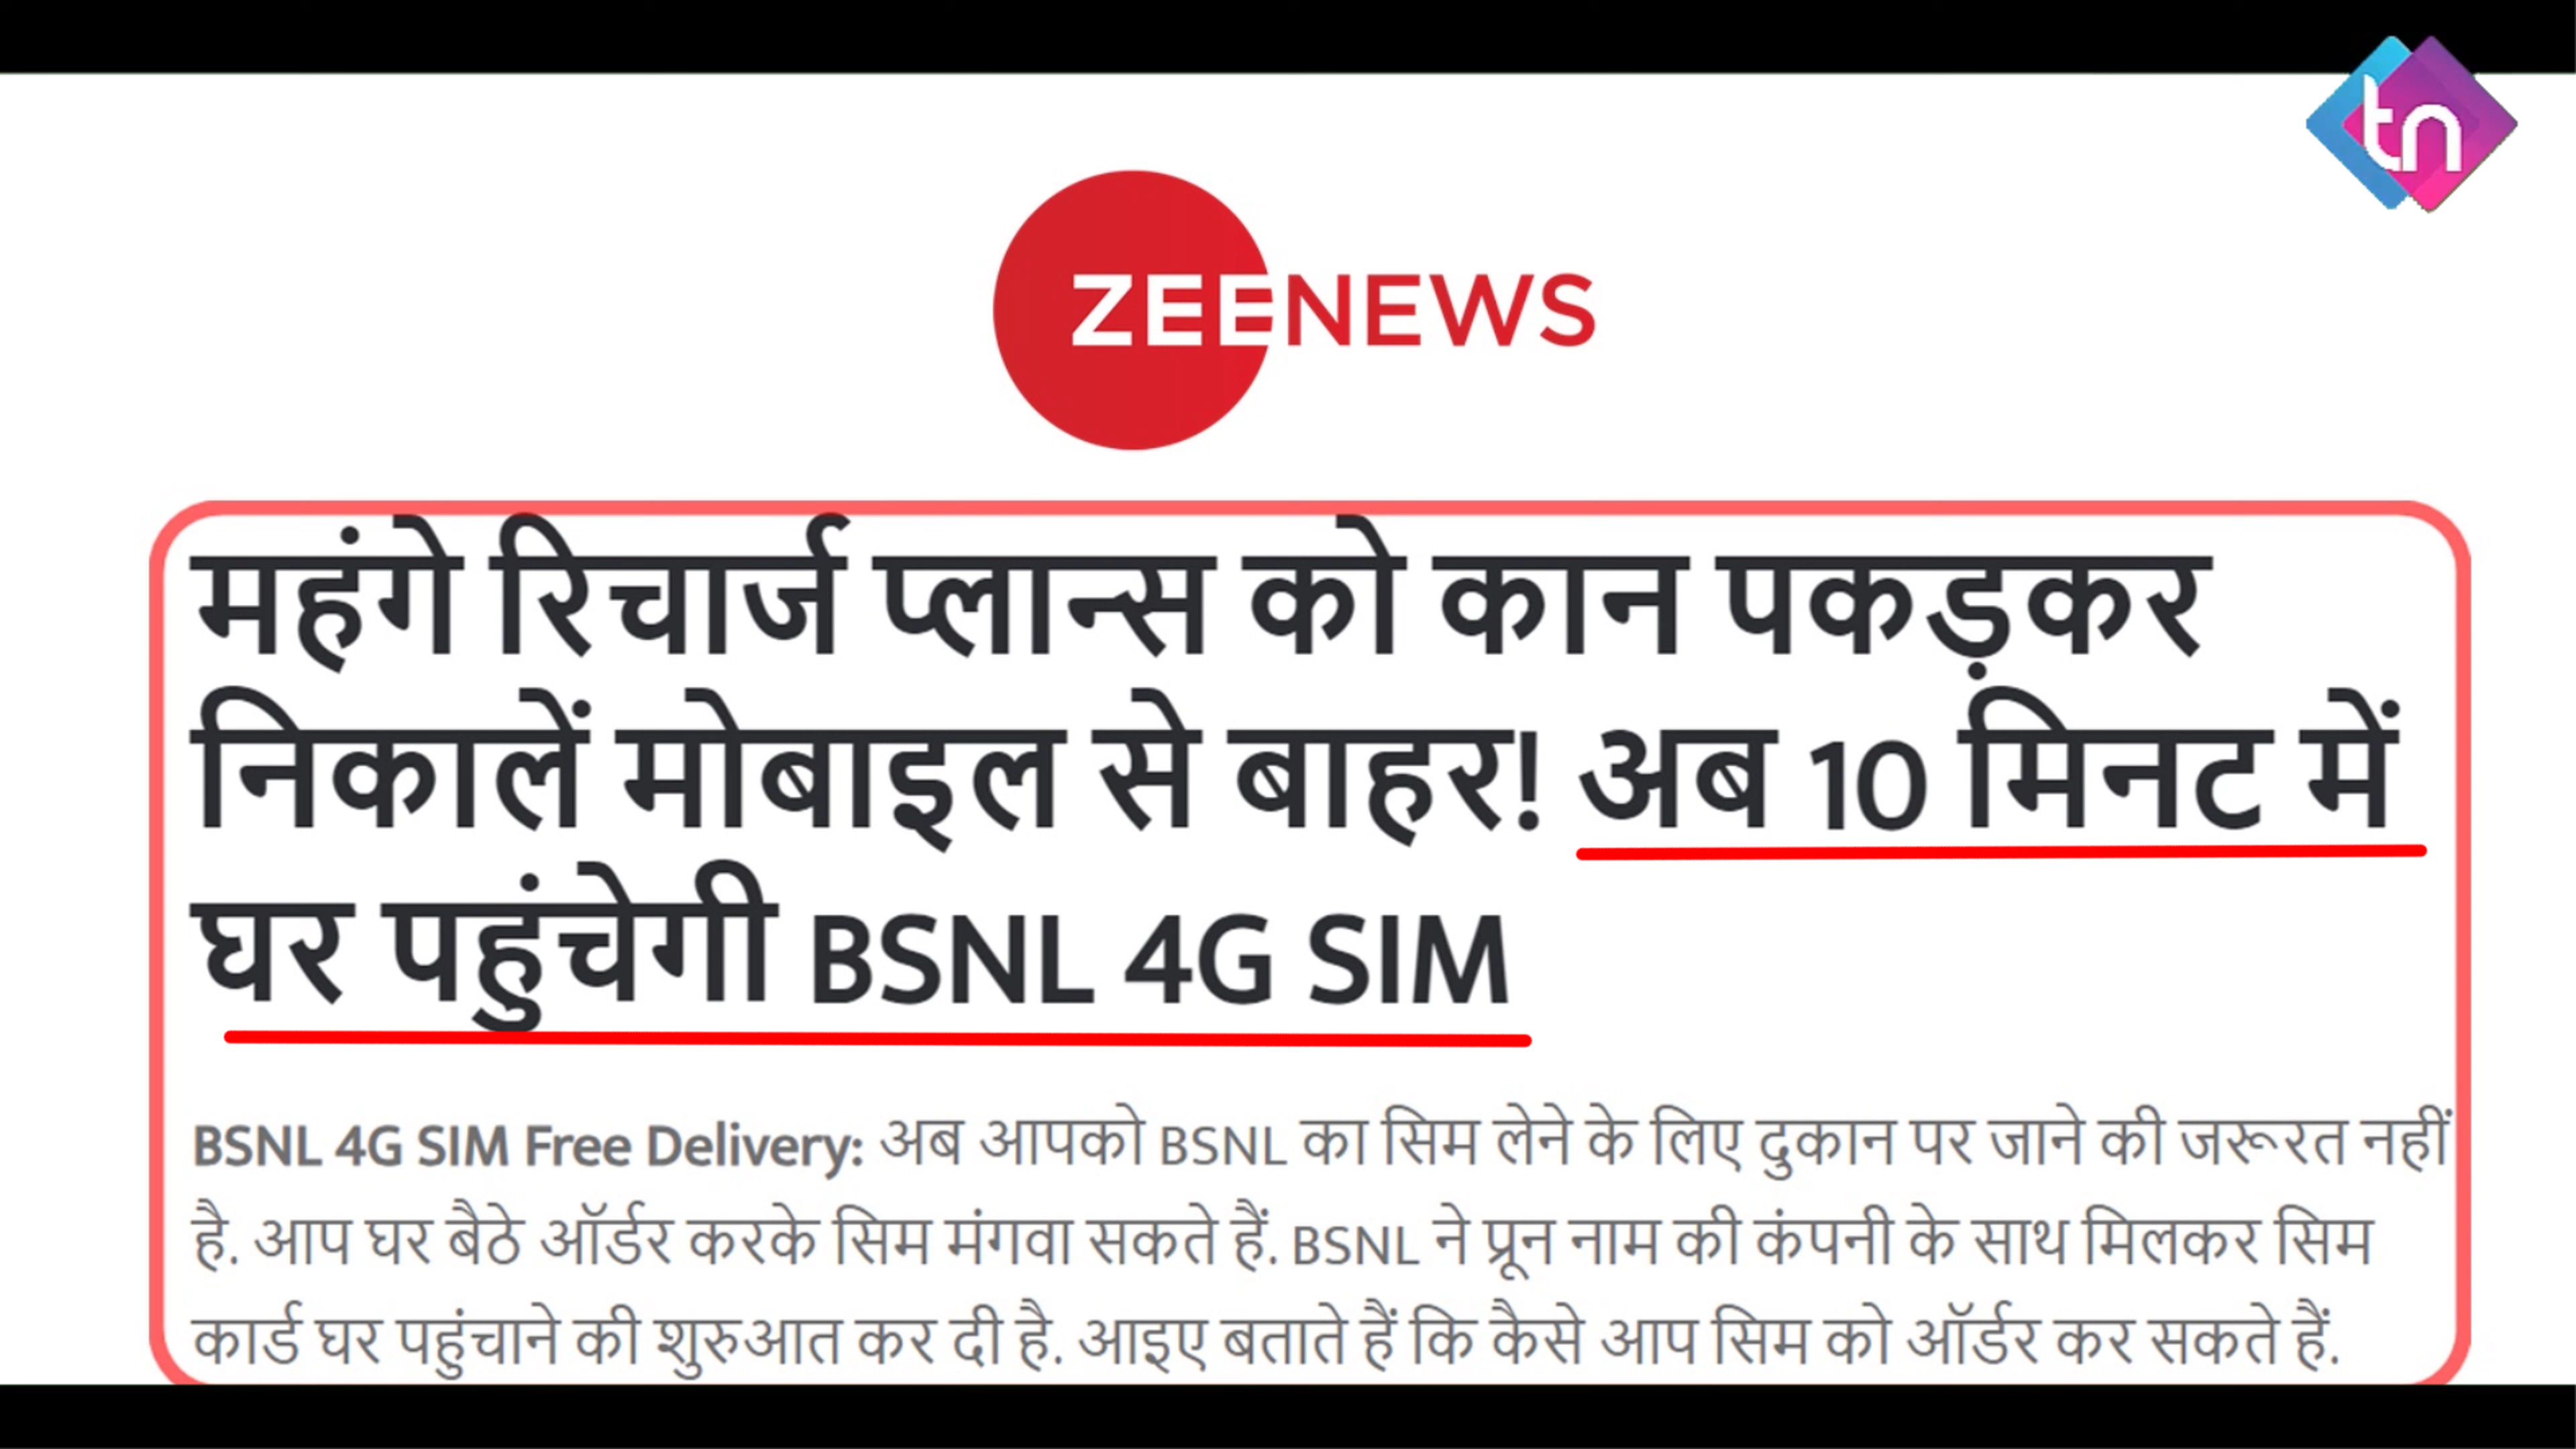 tn
ZEENEWS
महंगे रिचार्ज प्लान्स को कान पकड़कर
निकालें मोबाइल से बाहर! अब 10 मिनट में
घर पहुंचेगी BSNL 4G SIM
BSNL 4G SIM Free Delivery: अब आपको BSNL का सिम लेने के लिए दुकान पर जाने की जरूरत नहीं
है. आप घर बैठे ऑर्डर करके सिम मंगवा सकते हैं. BSNL ने प्रून नाम की कंपनी के साथ मिलकर सिम
कार्ड घर पहुंचाने की शुरुआत कर दी है. आइए बताते हैं कि कैसे आप सिम को ऑर्डर कर सकते हैं.